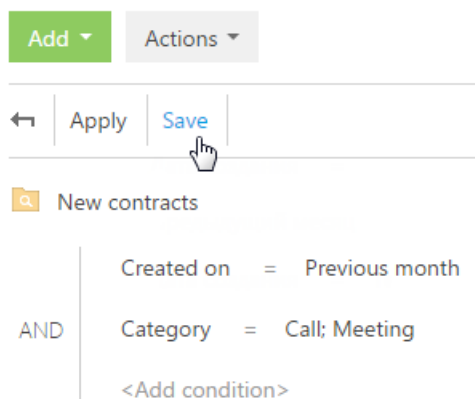 Add Actions
Apply Save
New contracts
Created on = Previous month
AND Category = Call; Meeting
<Add condition>